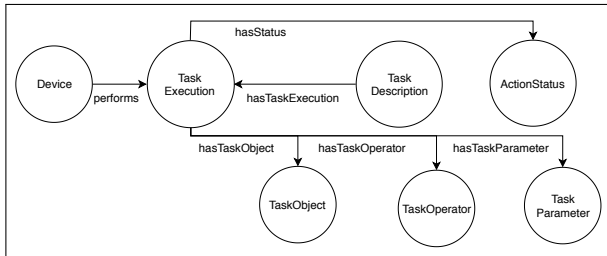 hasStatus
Device
performs
Task
Execution
hasTaskExecution
Task
Description
ActionStatus
hasTaskObject
hasTaskOperator
hasTaskParameter
TaskObject
TaskOperator
Task
Parameter